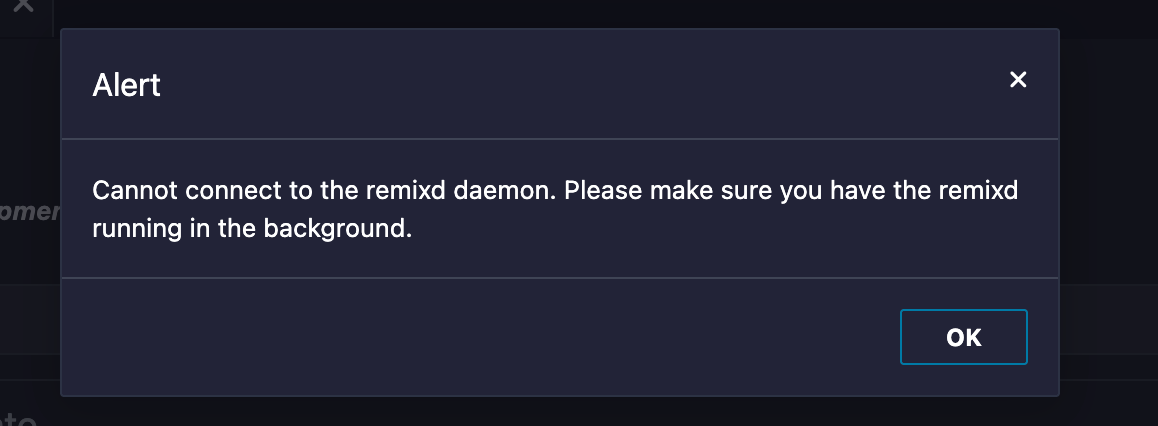 Alert
Cannot connect to the remixd daemon. Please make sure you have the remixd
running in the background.
OK